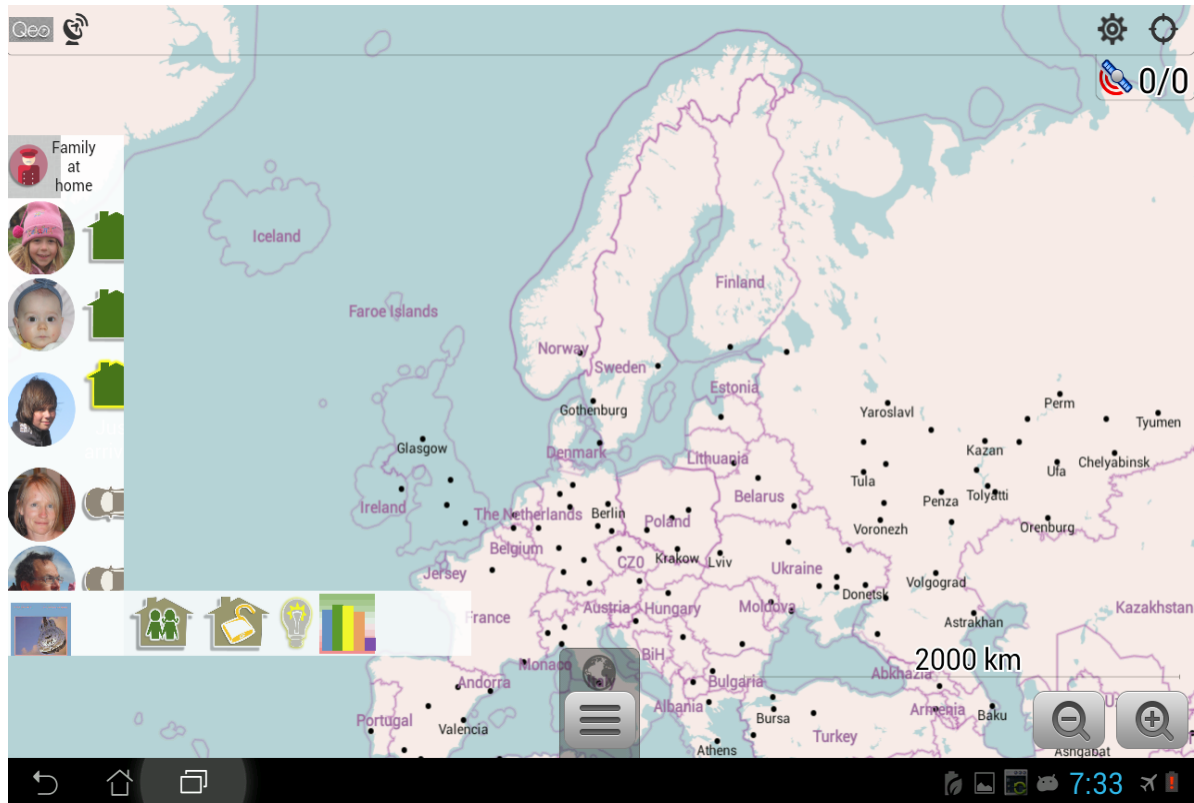 Qeo
0/0
Family
at
home
Iceland
Faroe Islands
Finland
Norway
Sweden
Estonia
Gothenburg
Yaroslavl
Perm
Tyumen
Glasgow
Denmark
Lithuania
Kazan
Ufa
Chelyabinsk
Tula
Ireland
The Netherlands
Berlin
Poland
Belarus
Penza
Tolyatti
Voronezh
Orenburg
Belgium
CZ0
Krakow
Lviv
Jersey
Ukraine
Donetsk
Volgograd
France
Austria
Hungary
Moldova
Astrakhan
Kazakhstan
Monaco
BiH
2000 km
Andorra
Bulgaria
Abkhazia
Portugal
Valencia
Albania
Bursa
Turkey
Armenia
Baku
Athens
Ashgabat
7:33